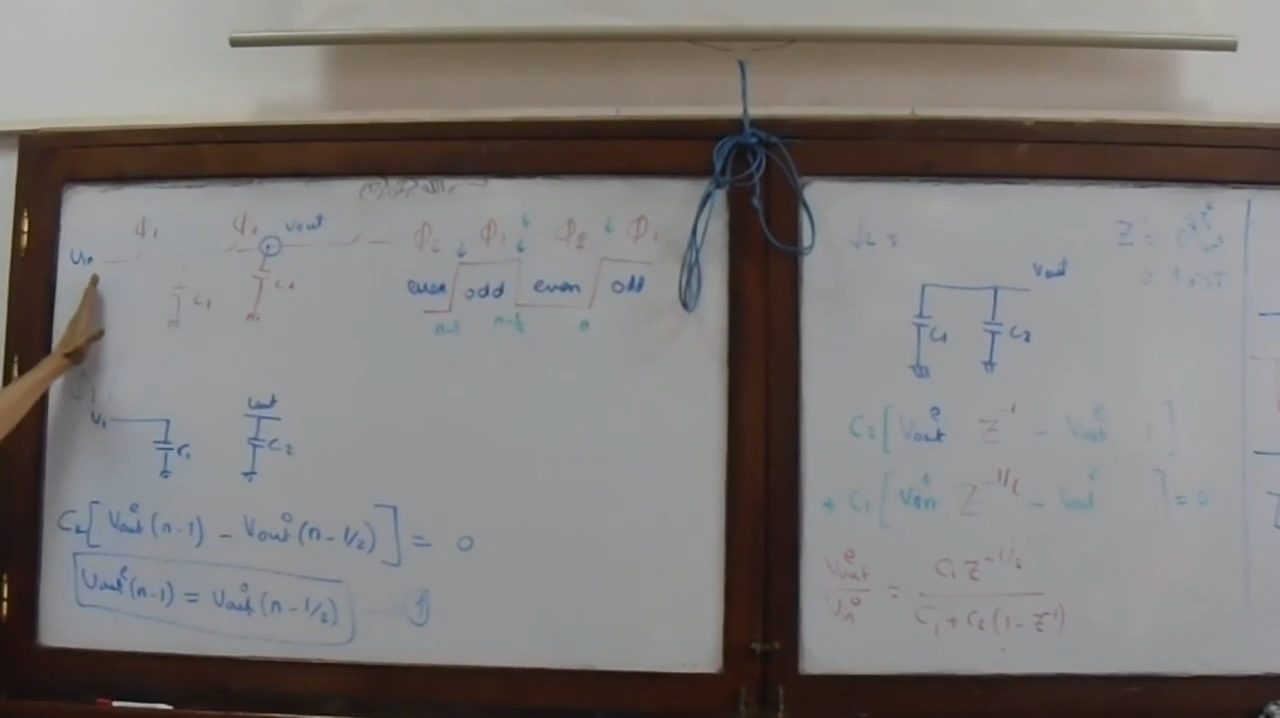 Φ₁ Φ₂ Vout
Vin
C₁ C₂
Φ₂ Φ₁ Φ₂ Φ₁
even odd even odd
n-1 n-½ n
C₁
Vout
C₂
C₂[Vout^e(n-1) - Vout^o(n-1/2)] = 0
Vout^e(n-1) = Vout^o(n-1/2) 1
Vout
C₁ C₂
C₂[Vout^e Z^-1 - Vout^e 1]
+ C₁[Vin^o Z^-1/2 - Vout^e ] = 0
Vout^e / Vin^o = C₁ Z^-1/2 / C₁ + C₂(1 - Z^-1)